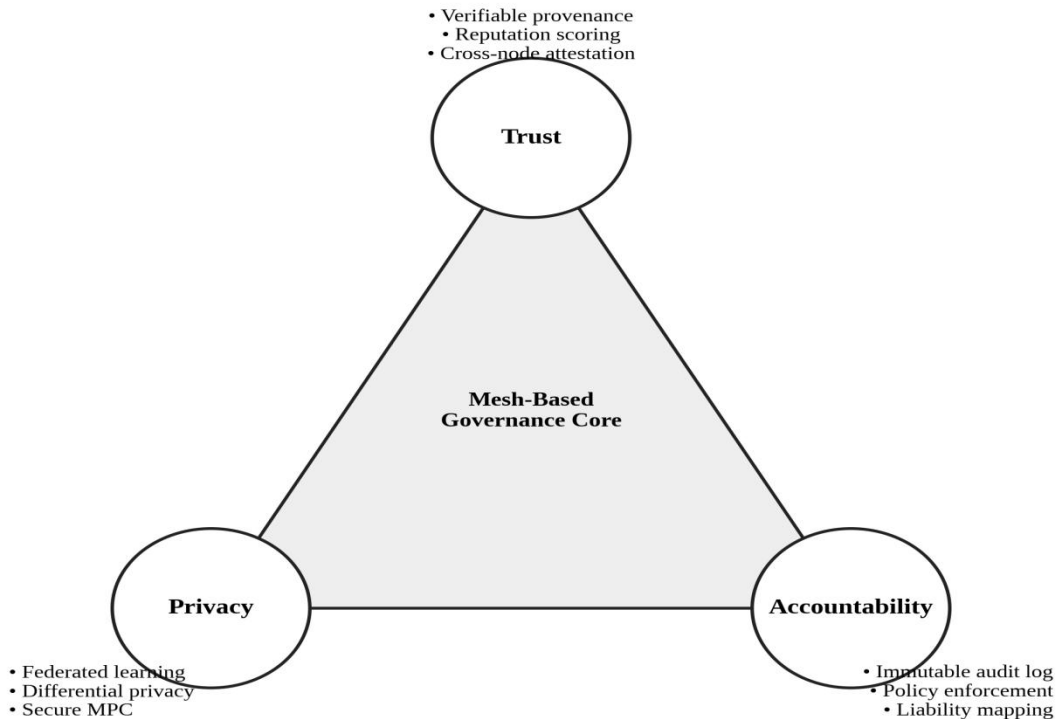 • Verifiable provenance
• Reputation scoring
• Cross-node attestation
Trust
Mesh-Based
Governance Core
Privacy
Accountability
• Federated learning
• Differential privacy
• Secure MPC
• Immutable audit log
• Policy enforcement
• Liability mapping